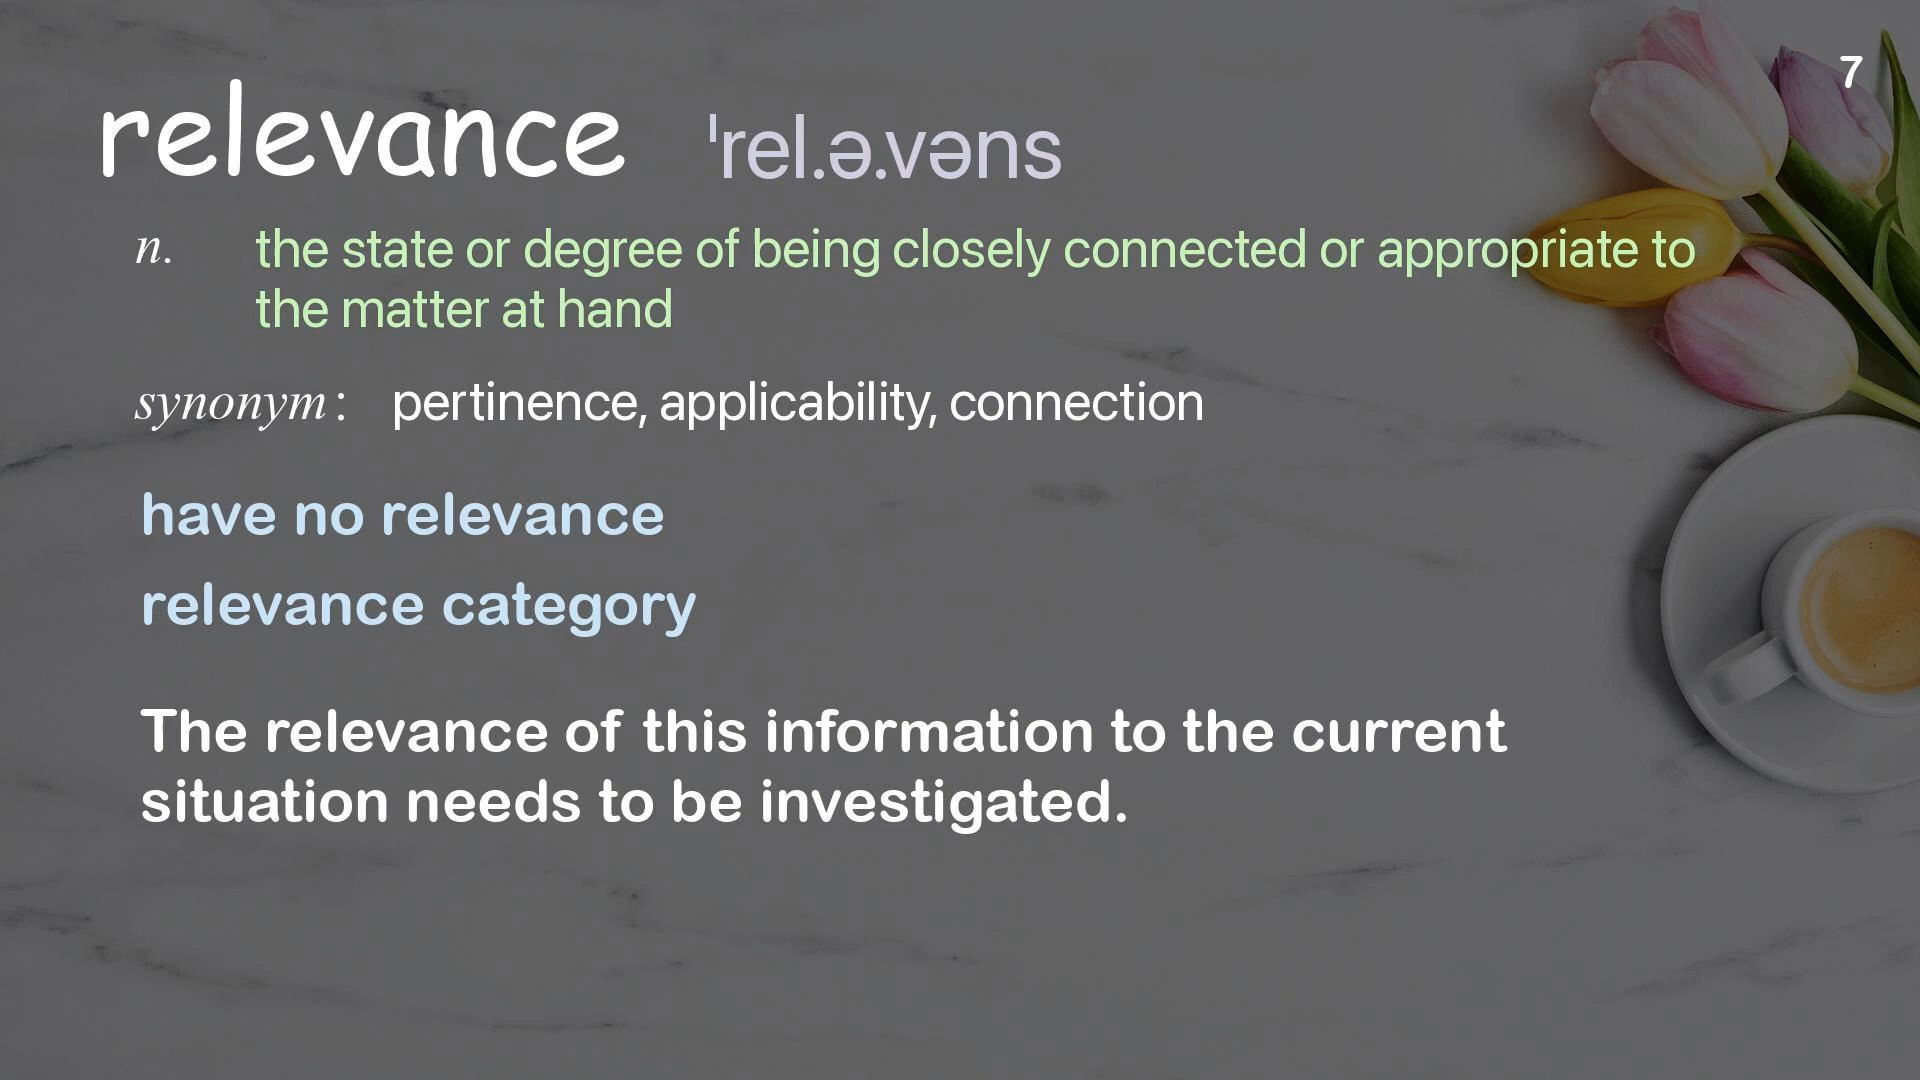 7
relevance ˈrel.ə.vəns
n. the state or degree of being closely connected or appropriate to
the matter at hand
synonym : pertinence, applicability, connection
have no relevance
relevance category
The relevance of this information to the current
situation needs to be investigated.